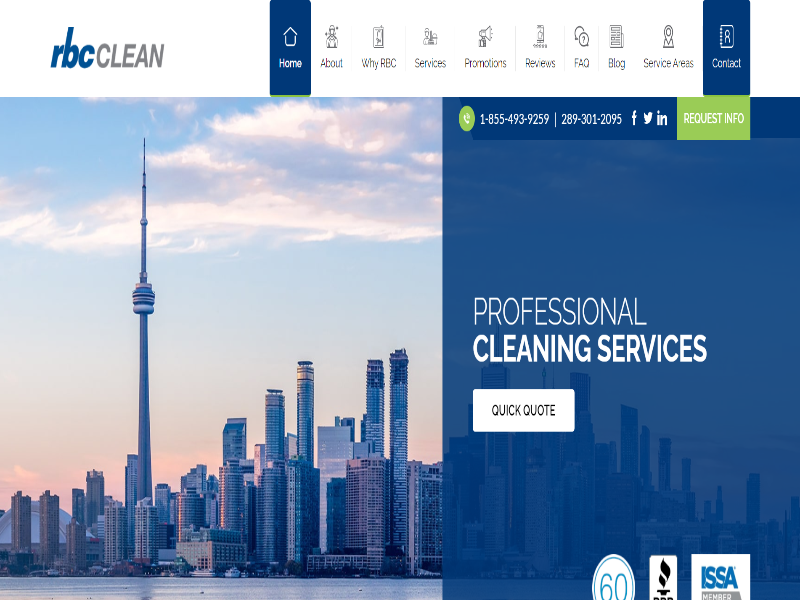 rbc CLEAN
Home
About
Why RBC
Services
Promotions
Reviews
FAQ
Blog
Service Areas
Contact
1-855-493-9259 | 289-301-2095
REQUEST INFO
PROFESSIONAL
CLEANING SERVICES
QUICK QUOTE
60
ISSA
MEMBER